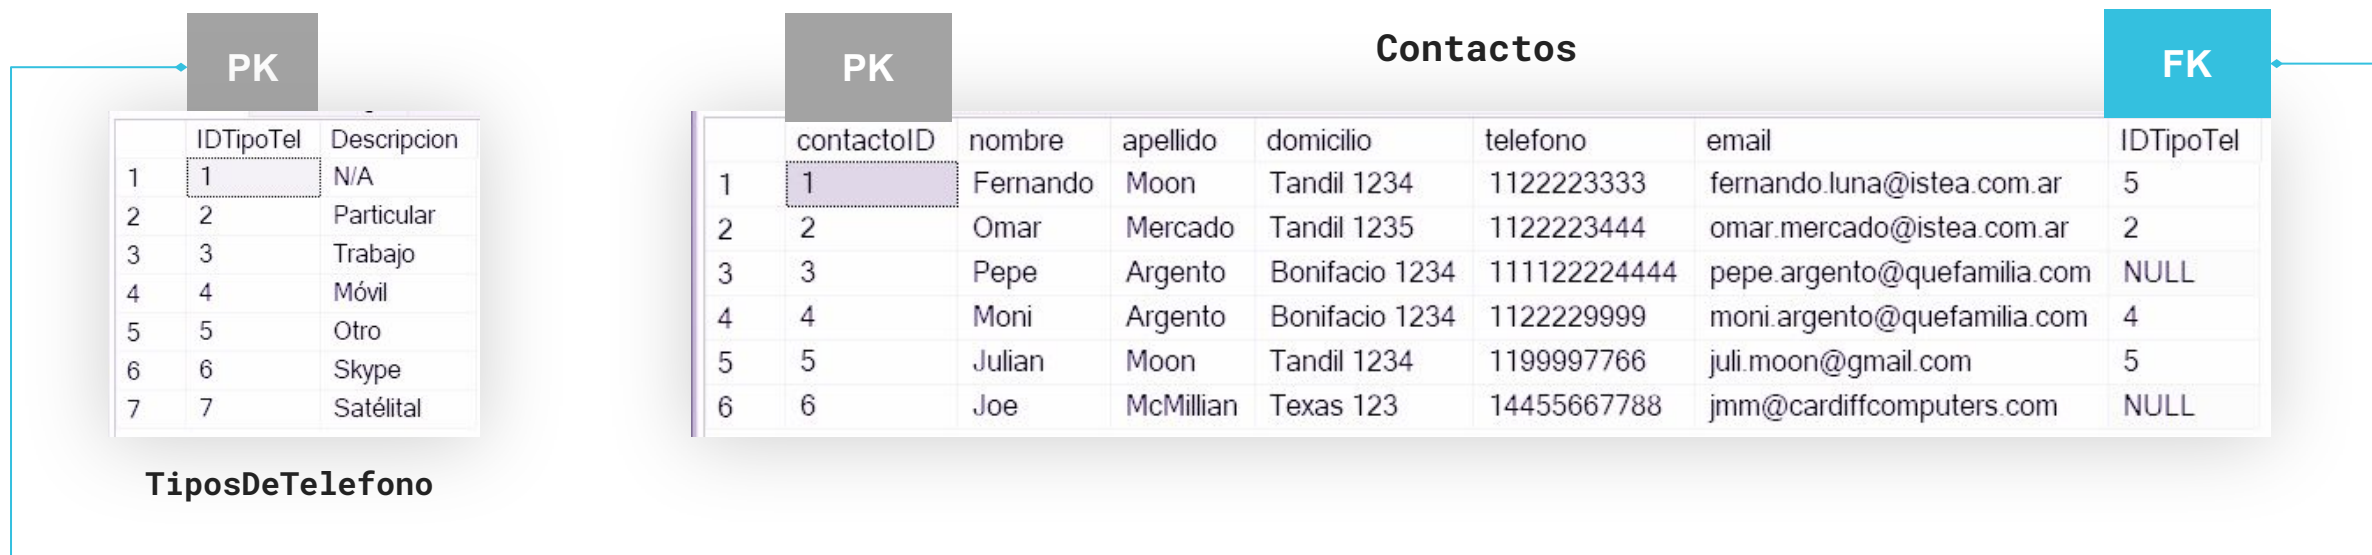 PK
IDTipoTel Descripcion
1 1 N/A
2 2 Particular
3 3 Trabajo
4 4 Móvil
5 5 Otro
6 6 Skype
7 7 Satélital
TiposDeTelefono
Contactos
PK
FK
contactoID nombre apellido domicilio telefono email IDTipoTel
1 1 Fernando Moon Tandil 1234 1122223333 fernando.luna@istea.com.ar 5
2 2 Omar Mercado Tandil 1235 1122223444 omar.mercado@istea.com.ar 2
3 3 Pepe Argento Bonifacio 1234 111122224444 pepe.argento@quefamilia.com NULL
4 4 Moni Argento Bonifacio 1234 1122229999 moni.argento@quefamilia.com 4
5 5 Julian Moon Tandil 1234 1199997766 juli.moon@gmail.com 5
6 6 Joe McMillian Texas 123 14455667788 jmm@cardiffcomputers.com NULL